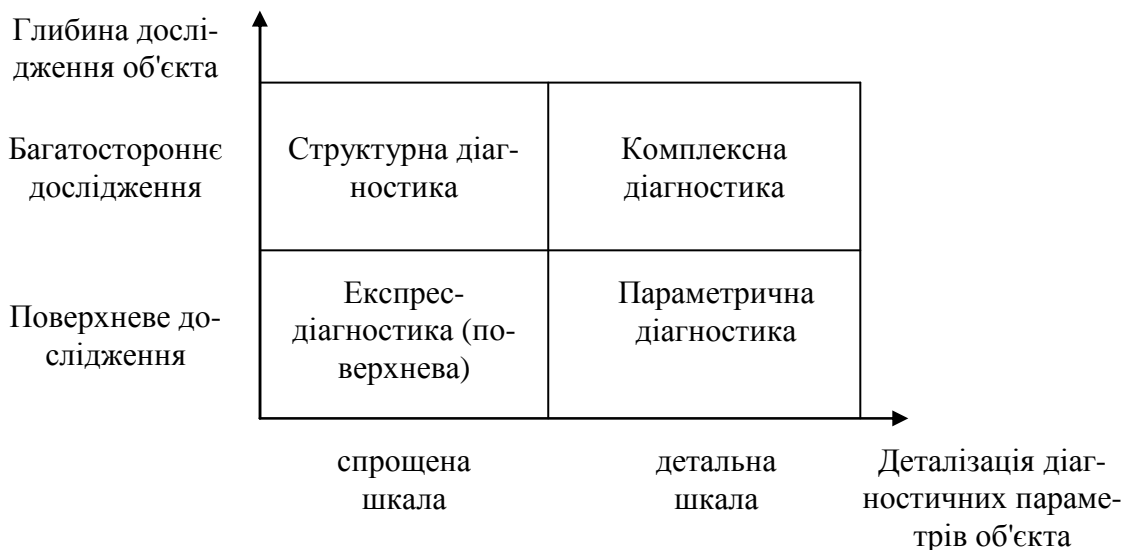 Глибина дослі-
дження об'єкта
Багатостороннє
дослідження
Структурна діаг-
ностика
Комплексна
діагностика
Поверхневе до-
слідження
Експрес-
діагностика (по-
верхнева)
Параметрична
діагностика
спрощена
шкала
детальна
шкала
Деталізація діаг-
ностичних параме-
трів об'єкта